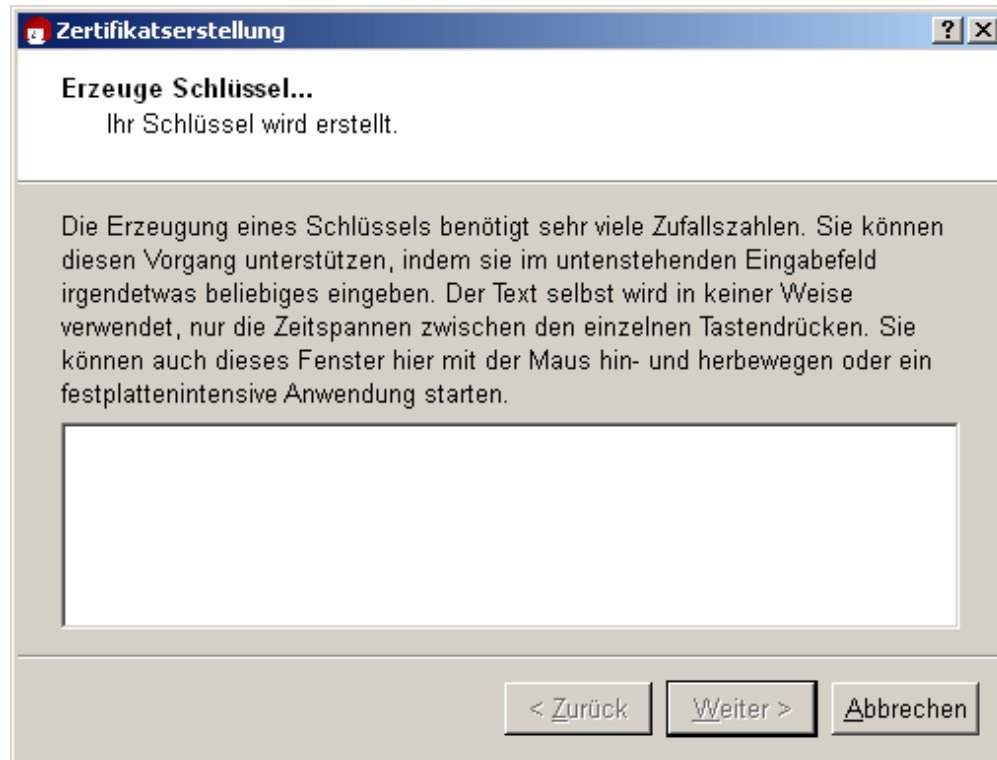 Zertifikatserstellung
Erzeuge Schlüssel...
Ihr Schlüssel wird erstellt.
Die Erzeugung eines Schlüssels benötigt sehr viele Zufallszahlen. Sie können
diesen Vorgang unterstützen, indem sie im untenstehenden Eingabefeld
irgendetwas beliebiges eingeben. Der Text selbst wird in keiner Weise
verwendet, nur die Zeitspannen zwischen den einzelnen Tastendrücken. Sie
können auch dieses Fenster hier mit der Maus hin- und herbewegen oder ein
festplattenintensive Anwendung starten.
< Zurück Weiter > Abbrechen